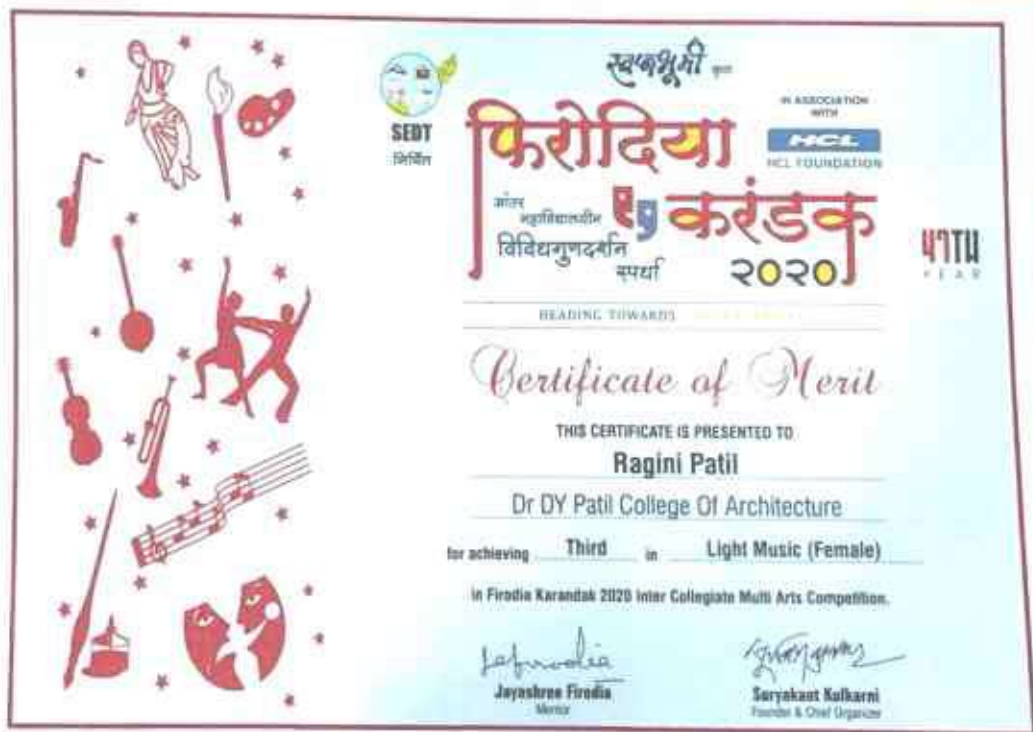 SEDT
निर्मित
स्वप्नभूमी कृत
IN ASSOCIATION
WITH
HCL
HCL FOUNDATION
फिरोदिया
करंडक
आंतर
महाविद्यालयीन
विविधगुणदर्शन
स्पर्धा
२०२०
YEAR
HEADING TOWARDS
Certificate of Merit
THIS CERTIFICATE IS PRESENTED TO
Ragini Patil
Dr DY Patil College Of Architecture
for achieving Third in Light Music (Female)
in Firodia Karandak 2020 Inter Collegiate Multi Arts Competition.
Jayashree Firodia
Mentor
Suryakant Kulkarni
Founder & Chief Organizer